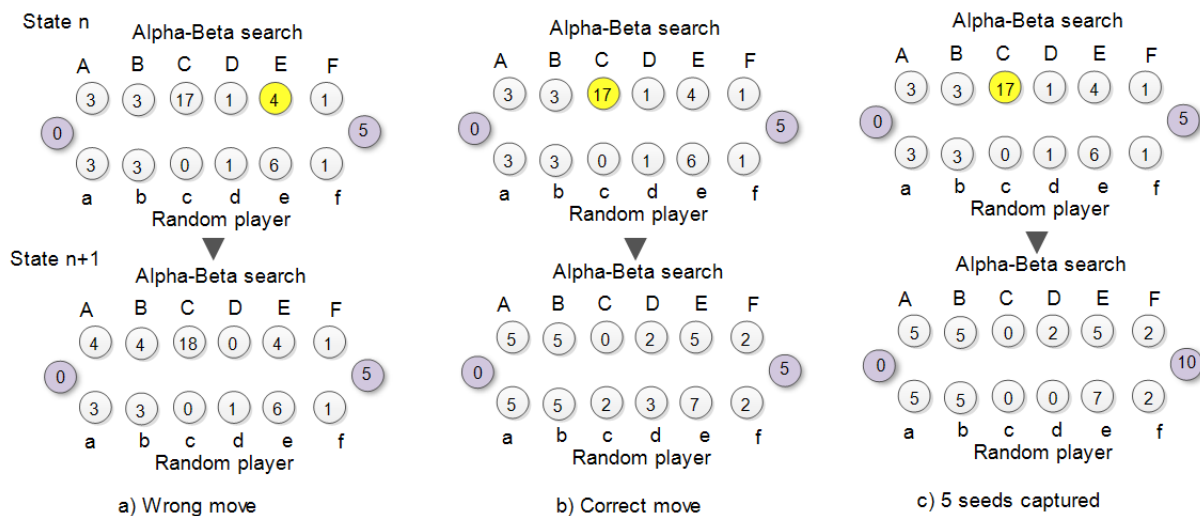 State n
Alpha-Beta search
A B C D E F
3 3 17 1 4 1
0 5
3 3 0 1 6 1
a b c d e f
Random player
Alpha-Beta search
A B C D E F
3 3 17 1 4 1
0 5
3 3 0 1 6 1
a b c d e f
Random player
Alpha-Beta search
A B C D E F
3 3 17 1 4 1
0 5
3 3 0 1 6 1
a b c d e f
Random player
State n+1
Alpha-Beta search
A B C D E F
4 4 18 0 4 1
0 5
3 3 0 1 6 1
a b c d e f
Random player
a) Wrong move
Alpha-Beta search
A B C D E F
5 5 0 2 5 2
0 5
5 5 2 3 7 2
a b c d e f
Random player
b) Correct move
Alpha-Beta search
A B C D E F
5 5 0 2 5 2
0 10
5 5 0 0 7 2
a b c d e f
Random player
c) 5 seeds captured